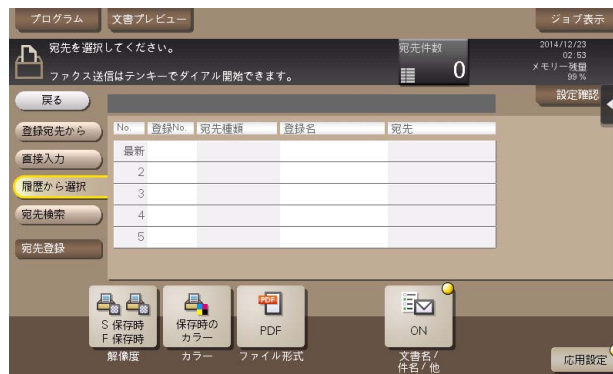 プログラム 文書プレビュー ジョブ表示
宛先を選択してください。
ファクス送信はテンキーでダイアル開始できます。
宛先件数
0
2014/12/23
02:53
メモリー残量
99 %
戻る
設定確認
登録宛先から
直接入力
履歴から選択
宛先検索
宛先登録
No. 登録No. 宛先種類 登録名 宛先
最新
2
3
4
5
S 保存時
F 保存時
解像度
保存時の
カラー
カラー
PDF
PDF
ファイル形式
ON
文書名/
件名/他
応用設定